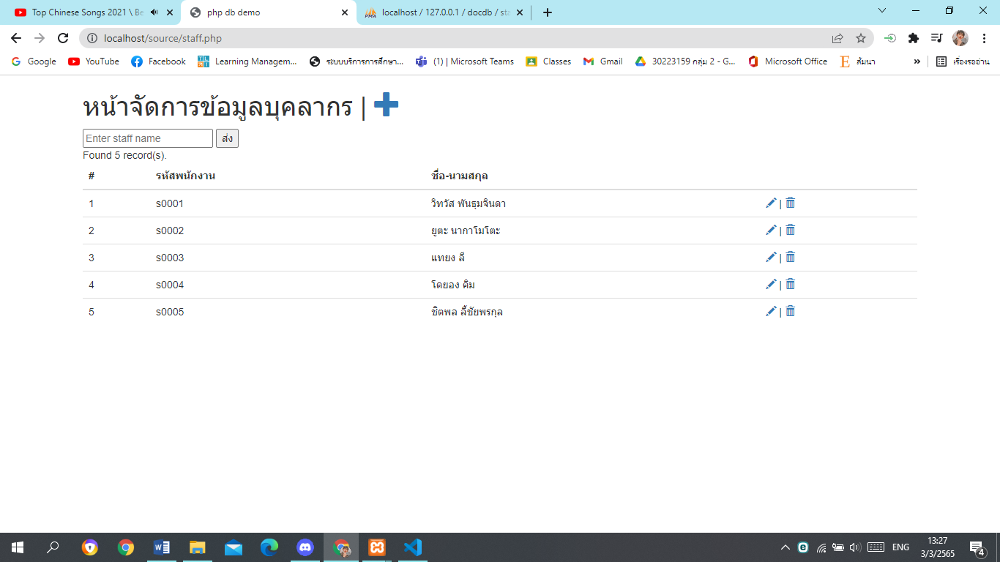 Top Chinese Songs 2021 \ Be
php db demo
localhost / 127.0.0.1 / docdb / sta
localhost/source/staff.php
Google
YouTube
Facebook
Learning Managem...
ระบบบริการการศึกษา...
(1) | Microsoft Teams
Classes
Gmail
30223159 กลุ่ม 2 - G...
Microsoft Office
สัมนา
»
เรื่องรออ่าน
หน้าจัดการข้อมูลบุคลากร |
Enter staff name ส่ง
Found 5 record(s).
# รหัสพนักงาน ชื่อ-นามสกุล
1 s0001 วิทวัส พันธุมจินดา |
2 s0002 ยูตะ นากาโมโตะ |
3 s0003 แทยง ลี |
4 s0004 โดยอง คิม |
5 s0005 ชิตพล ลี้ชัยพรกุล |
ENG
13:27
3/3/2565
4